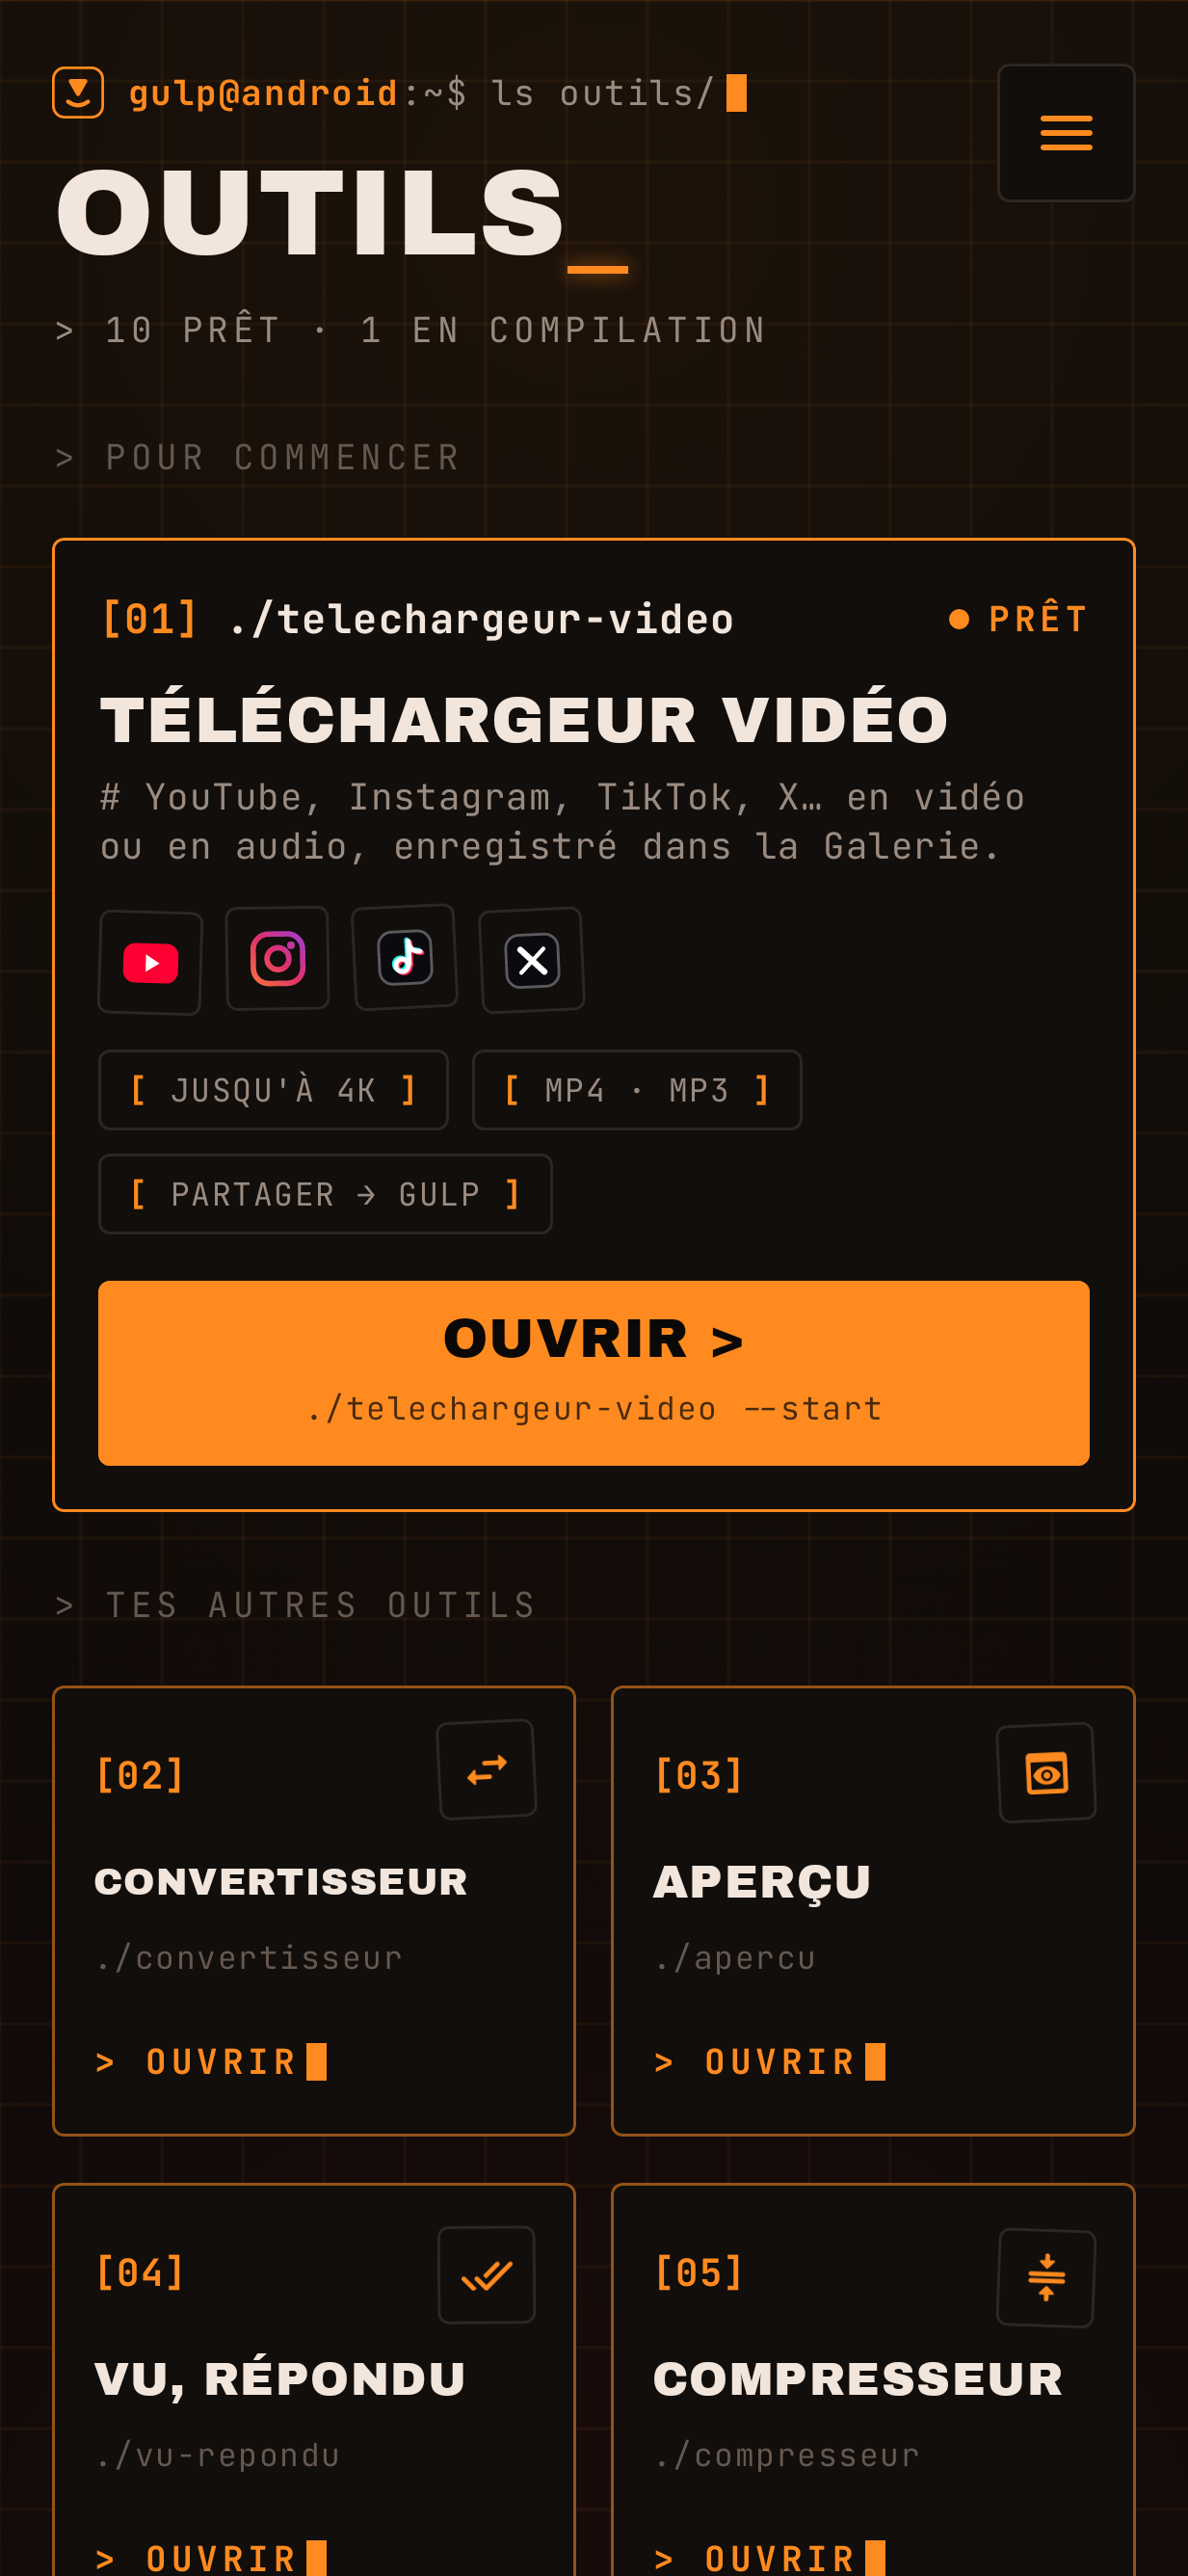 gulp@android:~$ ls outils/
OUTILS_
> 10 PRÊT · 1 EN COMPILATION
> POUR COMMENCER
[01] ./telechargeur-video
PRÊT
TÉLÉCHARGEUR VIDÉO
# YouTube, Instagram, TikTok, X… en vidéo
ou en audio, enregistré dans la Galerie.
[ JUSQU'À 4K ]
[ MP4 · MP3 ]
[ PARTAGER → GULP ]
OUVRIR >
./telechargeur-video --start
> TES AUTRES OUTILS
[02]
CONVERTISSEUR
./convertisseur
> OUVRIR
[03]
APERÇU
./apercu
> OUVRIR
[04]
VU, RÉPONDU
./vu-repondu
> OUVRIR
[05]
COMPRESSEUR
./compresseur
> OUVRIR